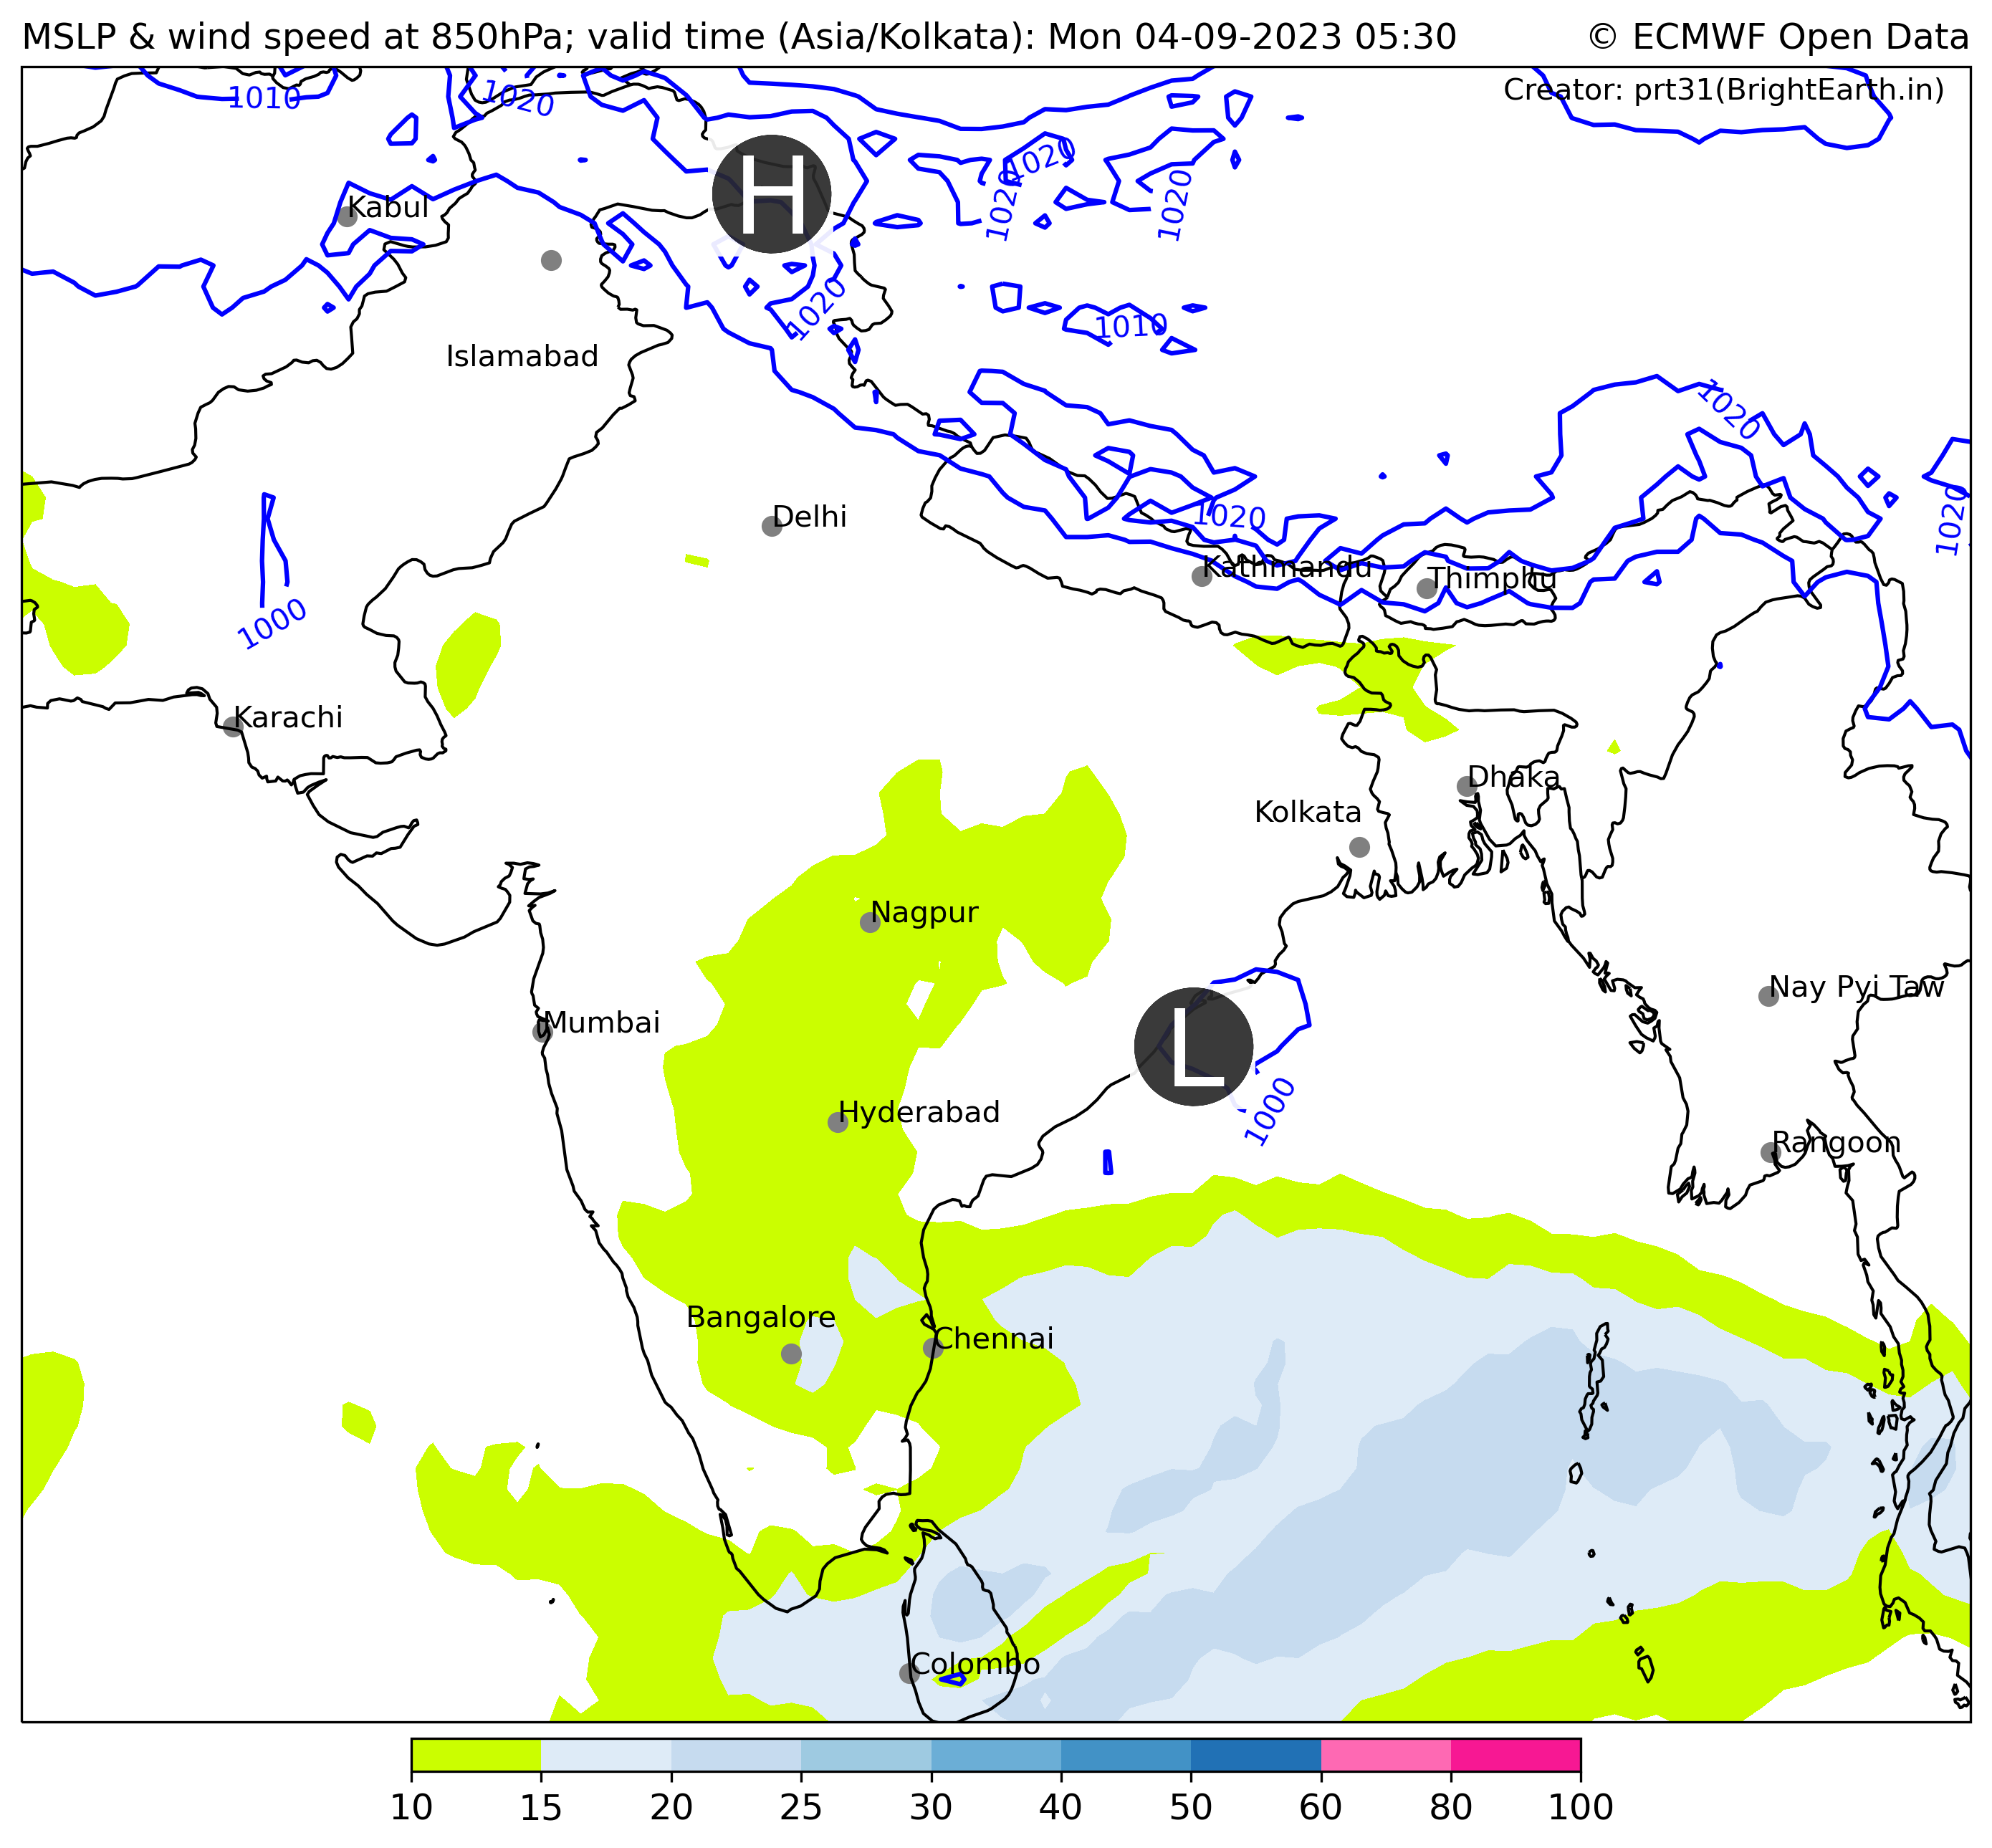 MSLP & wind speed at 850hPa; valid time (Asia/Kolkata): Mon 04-09-2023 05:30
© ECMWF Open Data
Creator: prt31(BrightEarth.in)
1010
1020
1020
1020
1020
H
Kabul
1020
1010
Islamabad
1020
1020
1020
Delhi
Kathmandu
Thimphu
1000
Karachi
Dhaka
Kolkata
Nagpur
Nay Pyi Taw
Mumbai
L
1000
Hyderabad
Rangoon
Bangalore
Chennai
Colombo
10 15 20 25 30 40 50 60 80 100